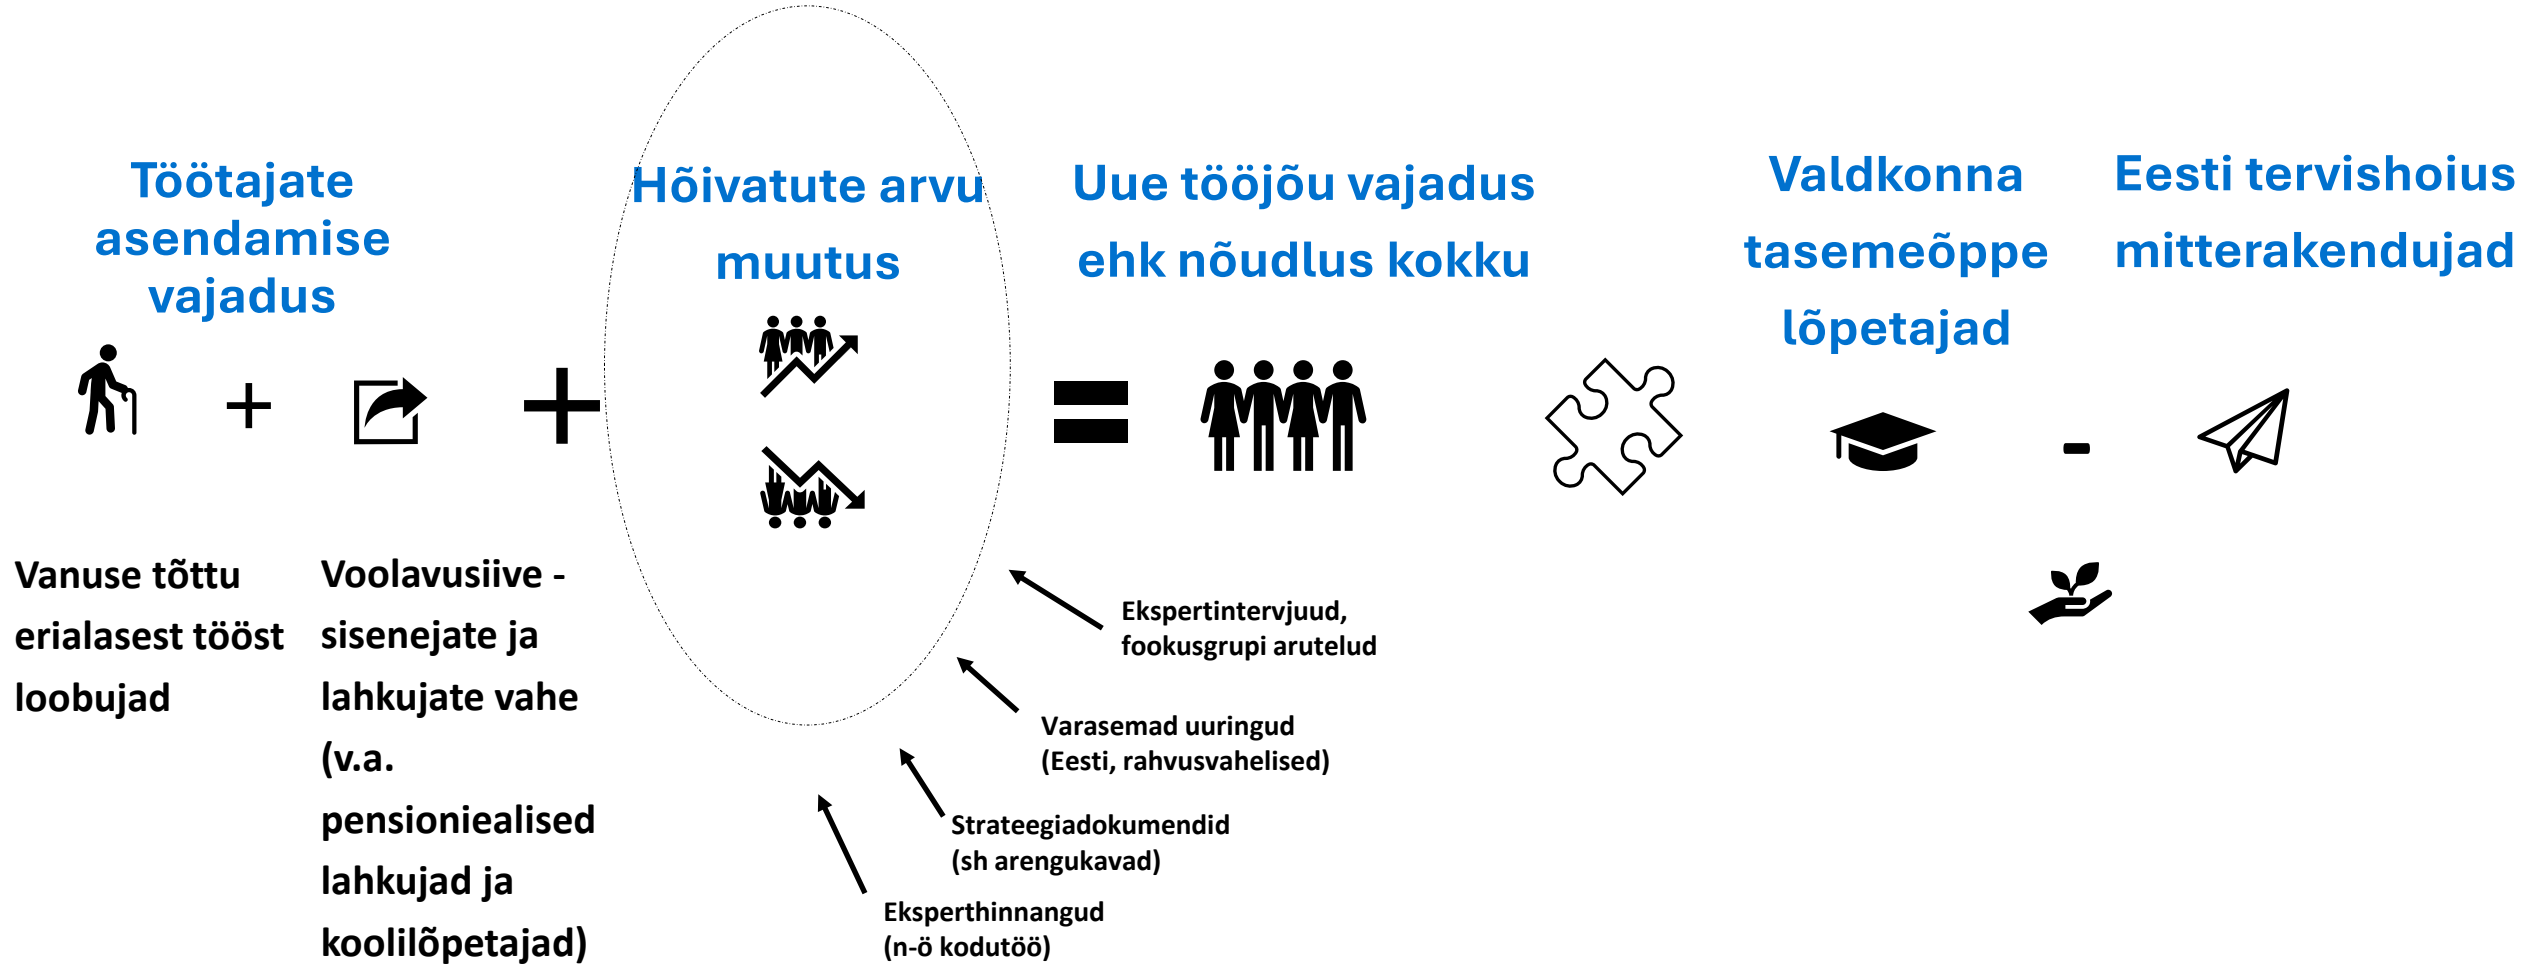 Töötajate
asendamise
vajadus
Hõivatute arvu
muutus
Uue tööjõu vajadus
ehk nõudlus kokku
Valdkonna
tasemeõppe
lõpetajad
Eesti tervishoius
mitterakendujad
+
+
=
-
Vanuse tõttu
erialasest tööst
loobujad
Voolavusiive -
sisenejate ja
lahkujate vahe
(v.a.
pensioniealised
lahkujad ja
koolilõpetajad)
Ekspertintervjuud,
fookusgrupi arutelud
Varasemad uuringud
(Eesti, rahvusvahelised)
Strateegiadokumendid
(sh arengukavad)
Eksperthinnangud
(n-ö kodutöö)